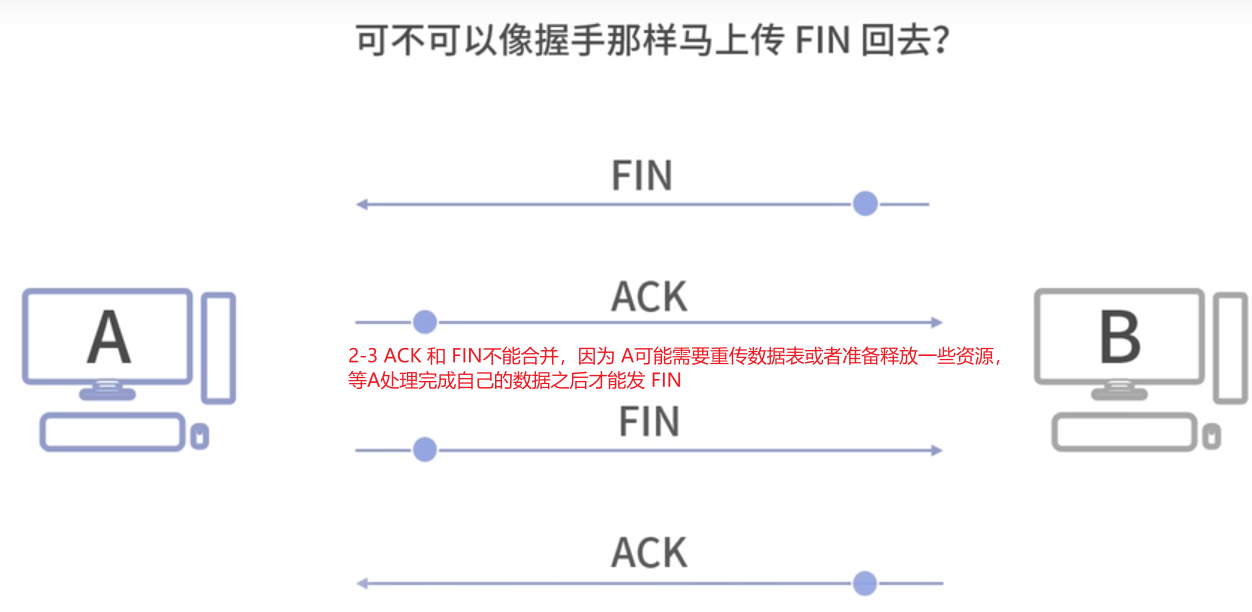 可不可以像握手那样马上传 FIN 回去？
FIN
ACK
A
B
2-3 ACK 和 FIN不能合并，因为 A可能需要重传数据表或者准备释放一些资源，
等A处理完成自己的数据之后才能发 FIN
FIN
ACK